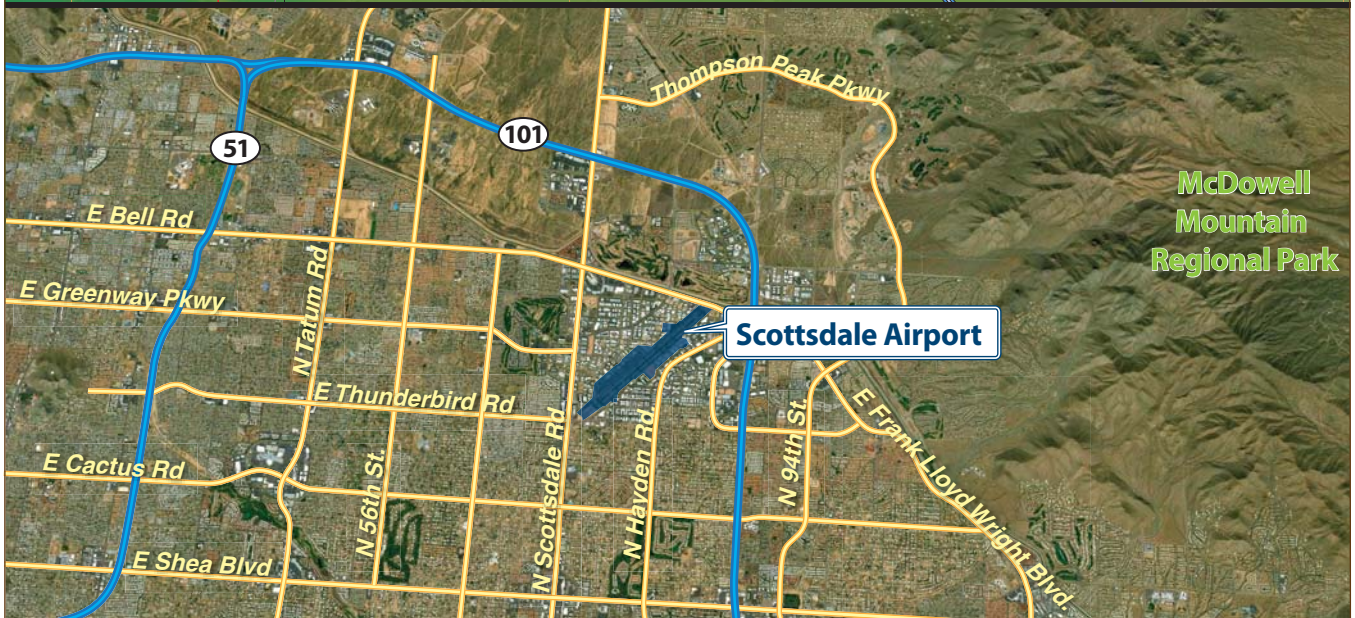 Thompson Peak Pkwy
101
51
McDowell
Mountain
Regional Park
E Bell Rd
N Tatum Rd
E Greenway Pkwy
Scottsdale Airport
E Thunderbird Rd
E Frank Lloyd Wright Blvd.
N 94th St.
N Scottsdale Rd
N Hayden Rd.
E Cactus Rd
N 56th St.
E Shea Blvd